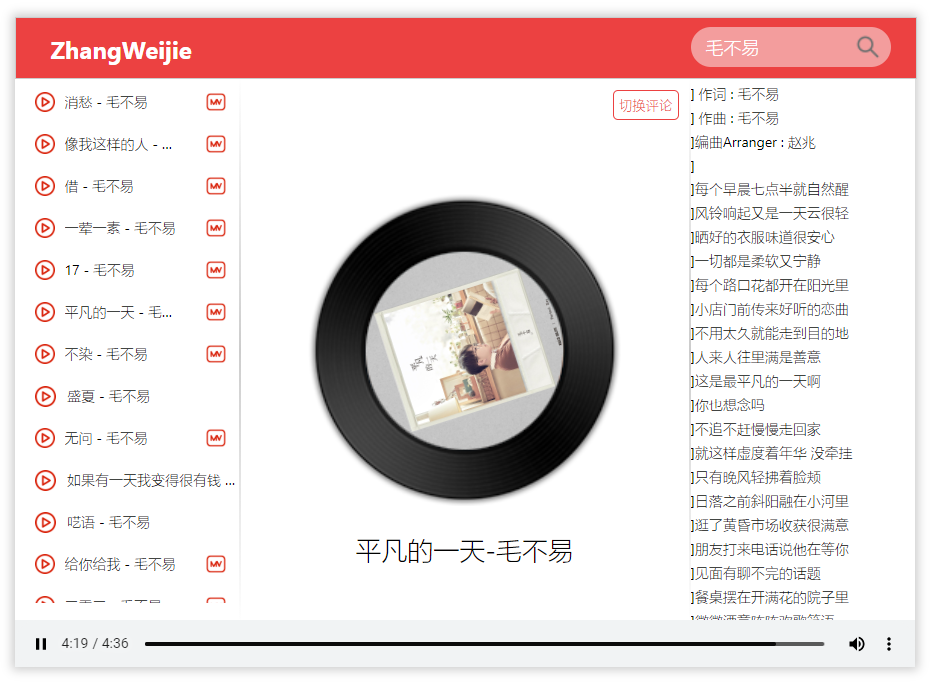 ZhangWeijie
毛不易
消愁 - 毛不易
MV
像我这样的人 - ...
MV
借 - 毛不易
MV
一荤一素 - 毛不易
MV
17 - 毛不易
MV
平凡的一天 - 毛...
MV
不染 - 毛不易
MV
盛夏 - 毛不易
无问 - 毛不易
MV
如果有一天我变得很有钱 ...
呓语 - 毛不易
给你给我 - 毛不易
MV
切换评论
平凡的一天-毛不易
] 作词 : 毛不易
] 作曲 : 毛不易
]编曲Arranger : 赵兆
]
]每个早晨七点半就自然醒
]风铃响起又是一天云很轻
]晒好的衣服味道很安心
]一切都是柔软又宁静
]每个路口花都开在阳光里
]小店门前传来好听的恋曲
]不用太久就能走到目的地
]人来人往里满是善意
]这是最平凡的一天啊
]你也想念吗
]不追不赶慢慢走回家
]就这样虚度着年华 没牵挂
]只有晚风轻拂着脸颊
]日落之前斜阳融在小河里
]逛了黄昏市场收获很满意
]朋友打来电话说他在等你
]见面有聊不完的话题
]餐桌摆在开满花的院子里
4:19 / 4:36